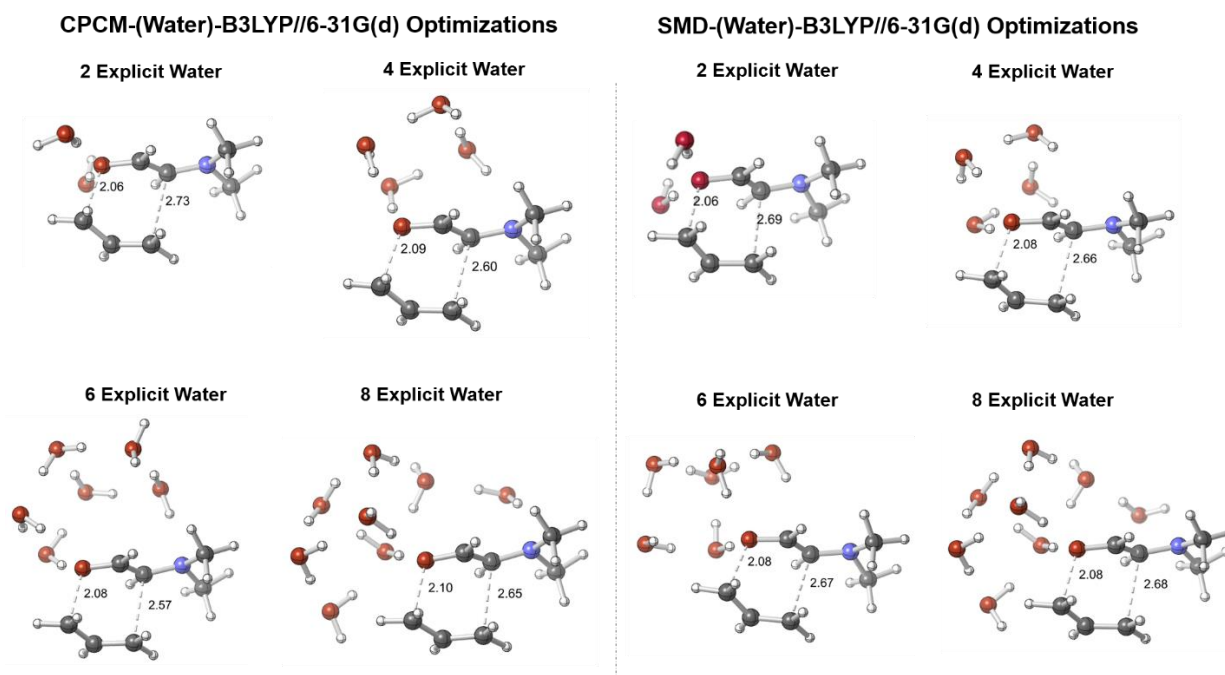 CPCM-(Water)-B3LYP//6-31G(d) Optimizations
2 Explicit Water
4 Explicit Water
2.06
2.73
2.09
2.60
6 Explicit Water
8 Explicit Water
2.08
2.57
2.10
2.65
SMD-(Water)-B3LYP//6-31G(d) Optimizations
2 Explicit Water
4 Explicit Water
2.06
2.69
2.08
2.66
6 Explicit Water
8 Explicit Water
2.08
2.67
2.08
2.68